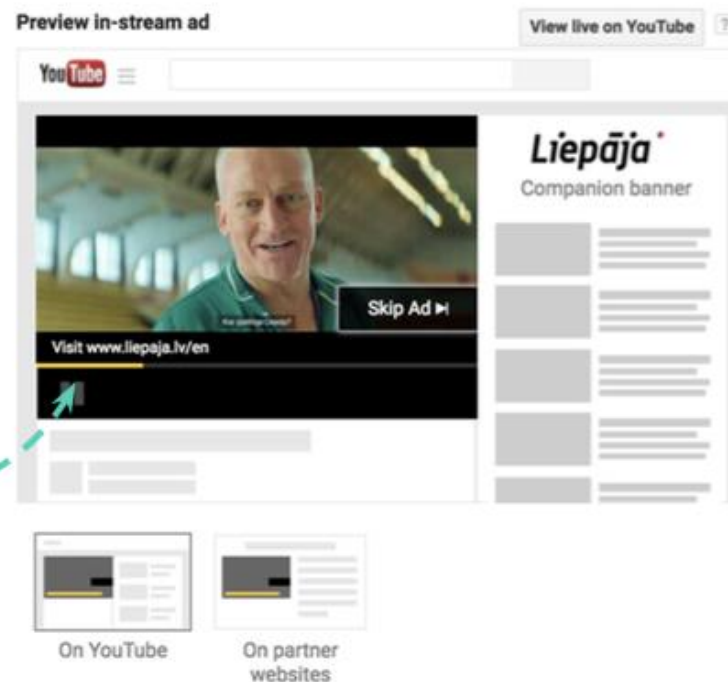 Preview in-stream ad
View live on YouTube
?
YouTube
Liepāja
Companion banner
Skip Ad
Visit www.liepaja.lv/en
On YouTube
On partner
websites